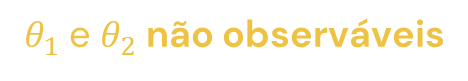 θ₁ e θ₂ não observáveis